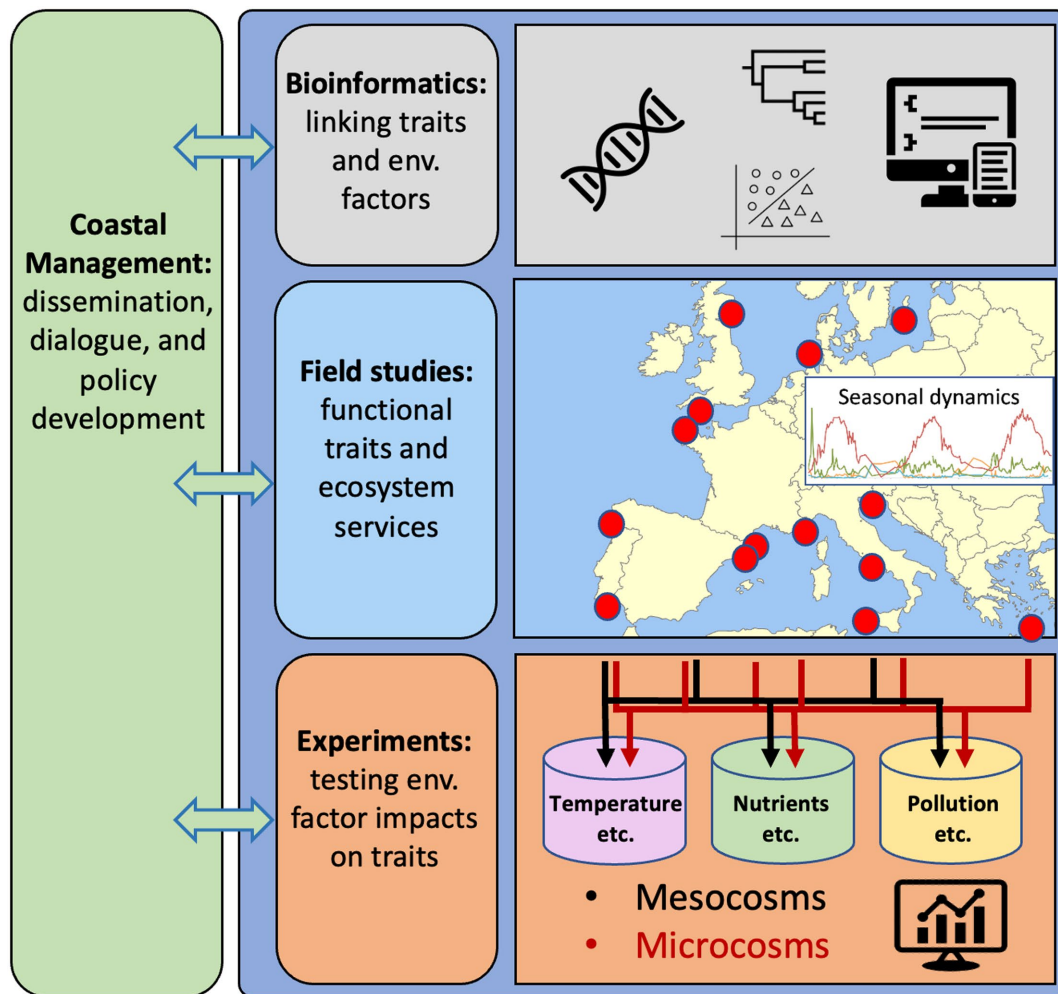 Coastal
Management:
dissemination,
dialogue, and
policy
development
Bioinformatics:
linking traits
and env.
factors
Field studies:
functional
traits and
ecosystem
services
Seasonal dynamics
Experiments:
testing env.
factor impacts
on traits
Temperature
etc.
Nutrients
etc.
Pollution
etc.
• Mesocosms
• Microcosms